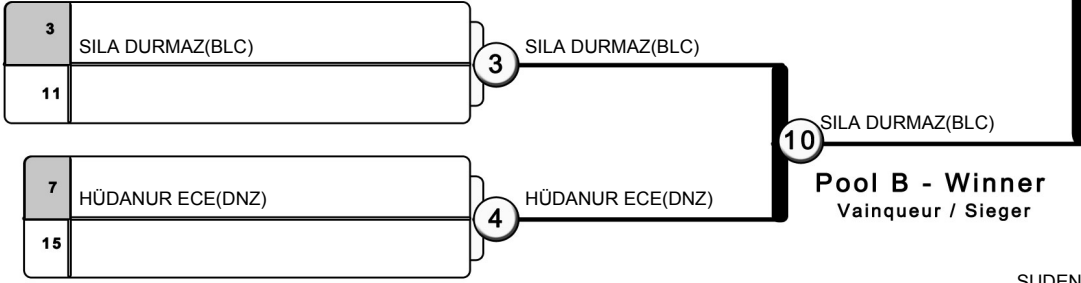 3
SILA DURMAZ(BLC)
3
SILA DURMAZ(BLC)
11
10
SILA DURMAZ(BLC)
7
HÜDANUR ECE(DNZ)
4
HÜDANUR ECE(DNZ)
15
Pool B - Winner
Vainqueur / Sieger
SUDEN